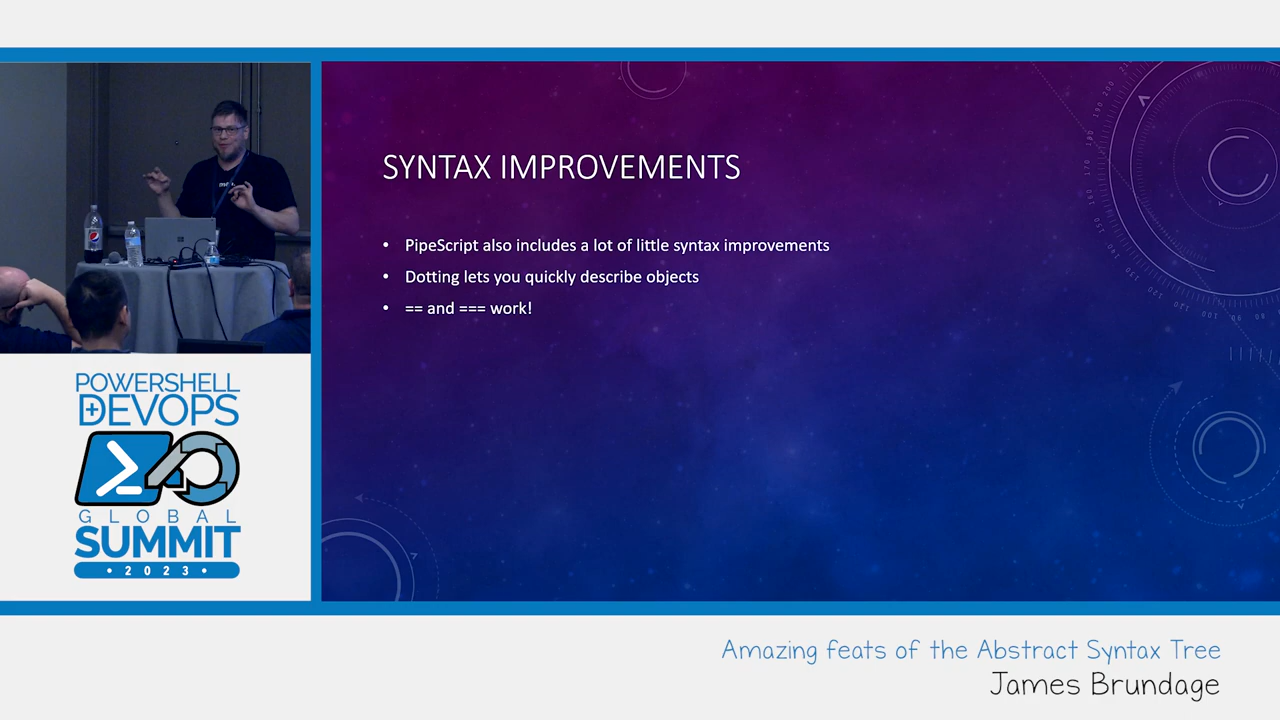 SYNTAX IMPROVEMENTS
• PipeScript also includes a lot of little syntax improvements
• Dotting lets you quickly describe objects
• == and === work!
POWERSHELL
DEVOPS
GLOBAL
SUMMIT
• 2023 •
Amazing feats of the Abstract Syntax Tree
James Brundage